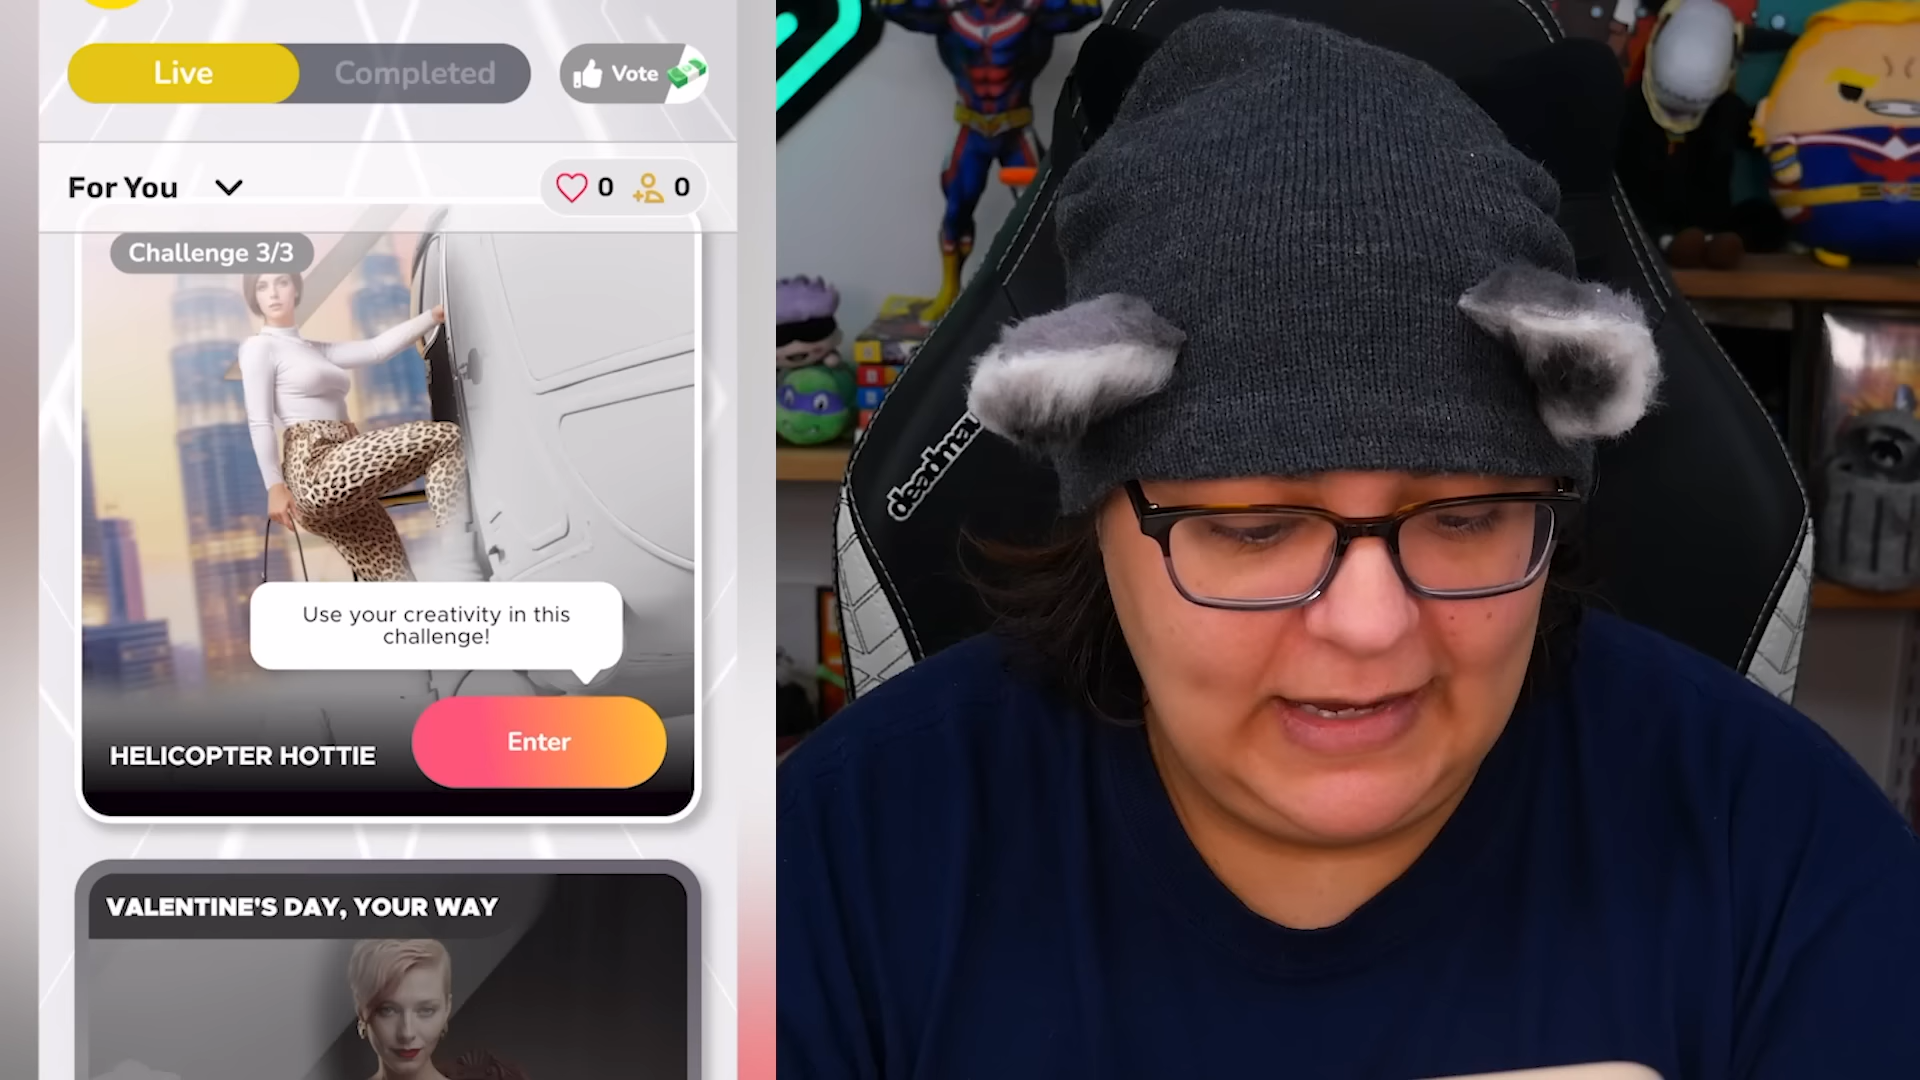 Live
Completed
Vote
For You
0
0
Challenge 3/3
Use your creativity in this
challenge!
HELICOPTER HOTTIE
Enter
VALENTINE'S DAY, YOUR WAY
deadmau